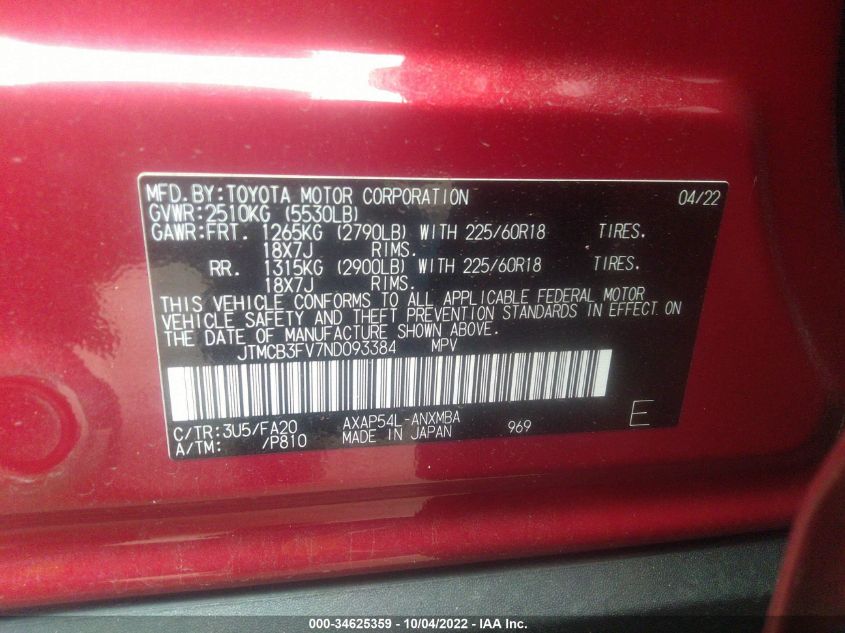 MFD. BY: TOYOTA MOTOR CORPORATION 04/22
GVWR: 2510KG (5530LB)
GAWR: FRT. 1265KG (2790LB) WITH 225/60R18 TIRES.
18X7J RIMS.
RR. 1315KG (2900LB) WITH 225/60R18 TIRES.
18X7J RIMS.
THIS VEHICLE CONFORMS TO ALL APPLICABLE FEDERAL MOTOR
VEHICLE SAFETY AND THEFT PREVENTION STANDARDS IN EFFECT ON
THE DATE OF MANUFACTURE SHOWN ABOVE.
JTMCB3FV7ND093384 MPV
C/TR: 3U5/FA20 AXAP54L-ANXMBA
A/TM: /P810 MADE IN JAPAN 969 E
000-34625359 - 10/04/2022 - IAA Inc.